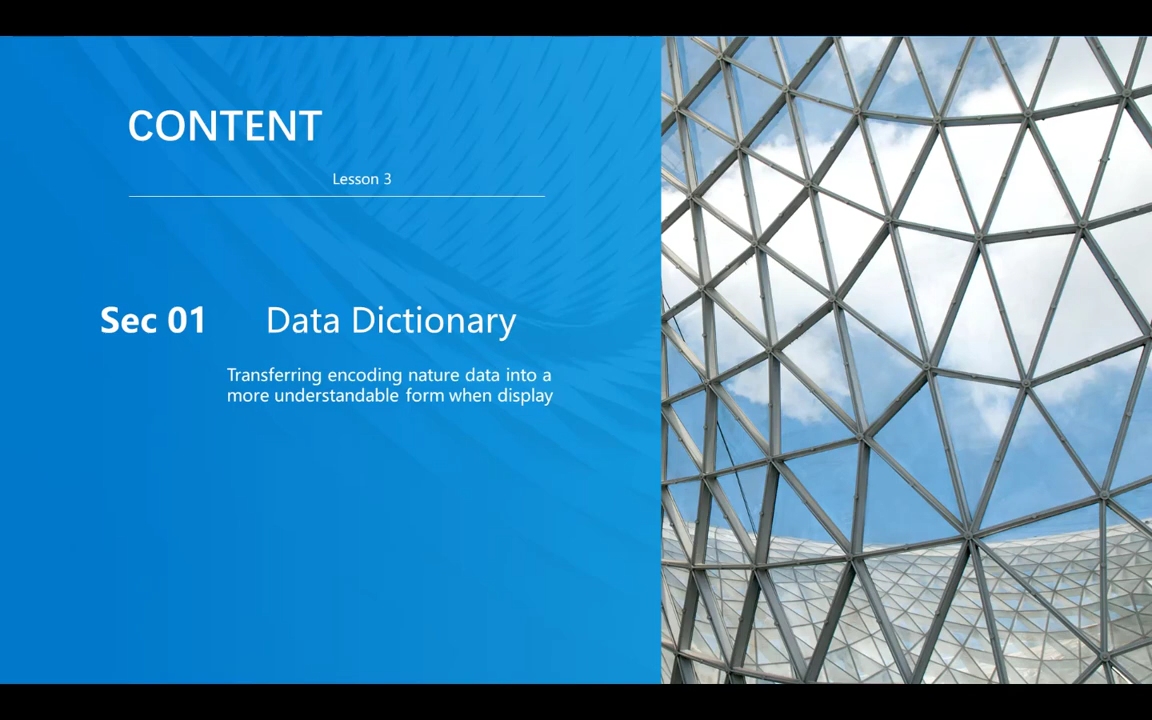 CONTENT
Lesson 3
Sec 01 Data Dictionary
Transferring encoding nature data into a
more understandable form when display